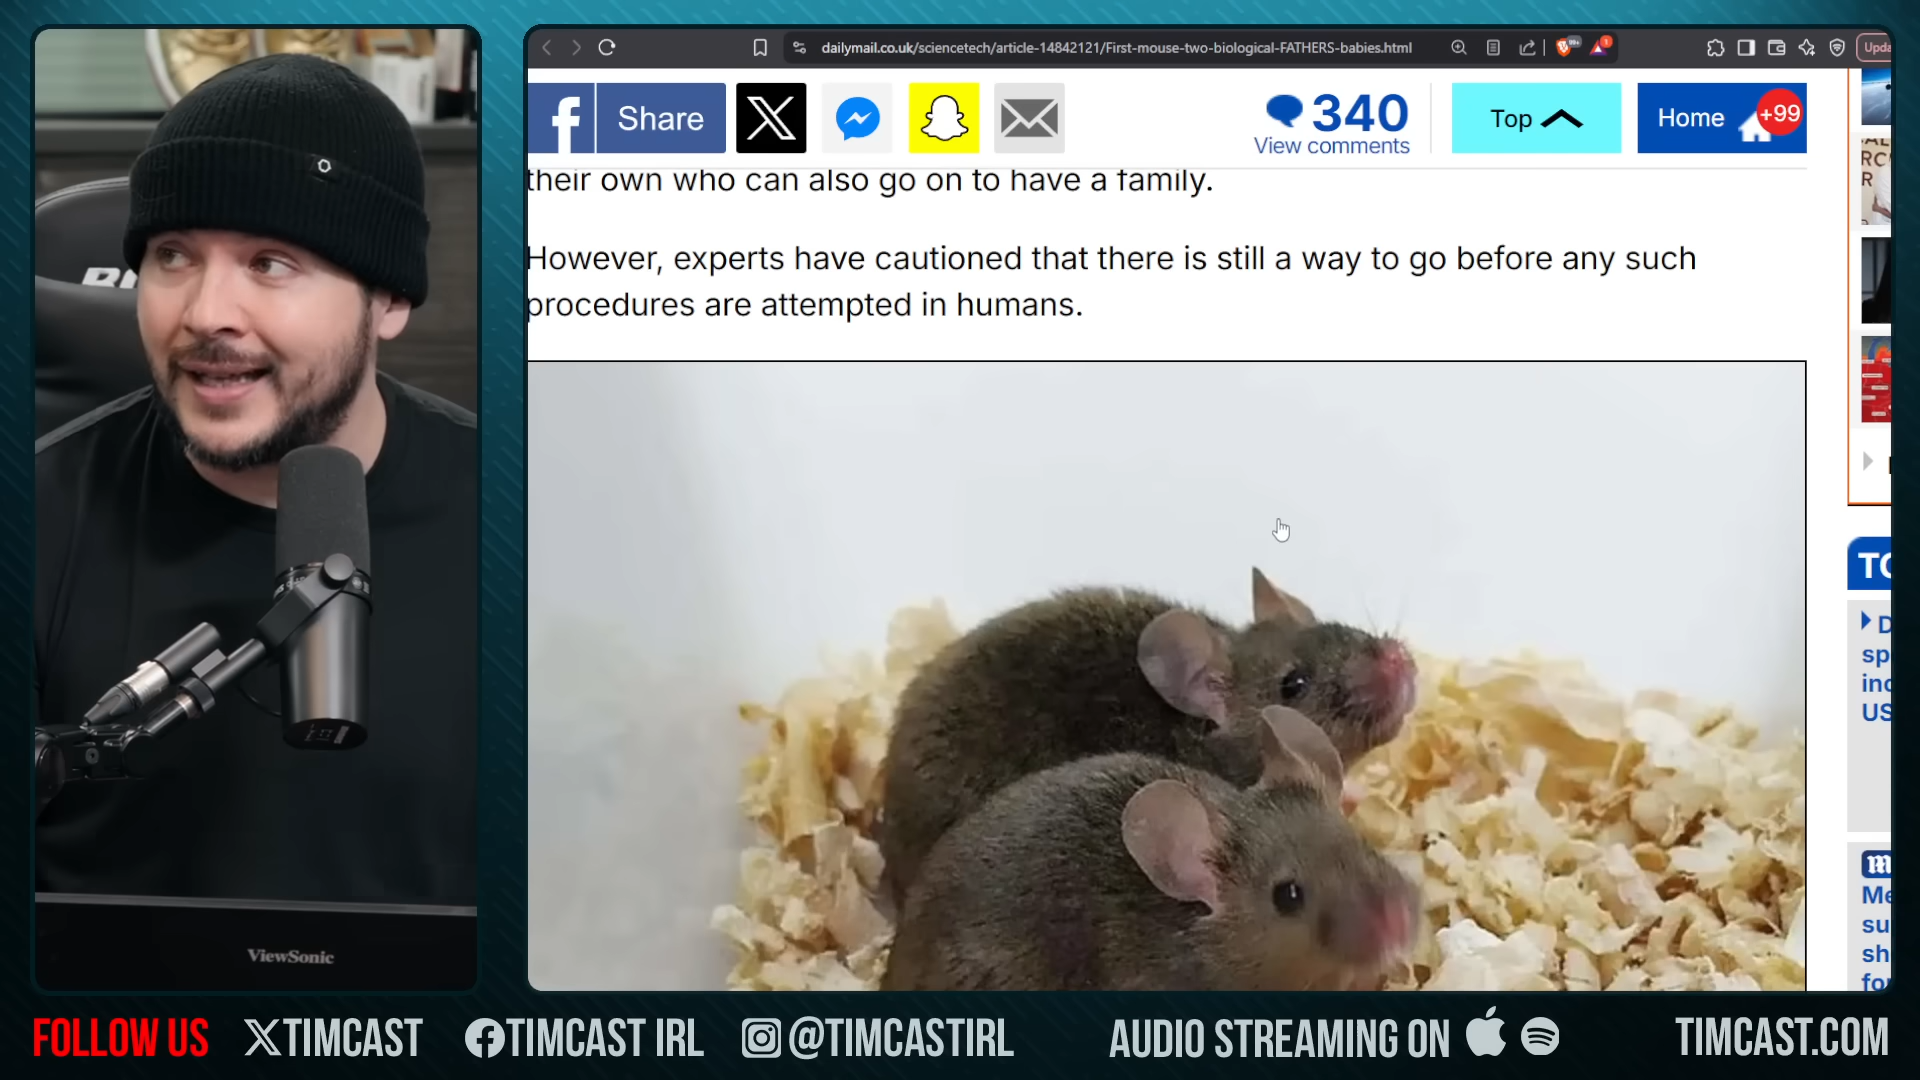 dailymail.co.uk/sciencetech/article-14842121/First-mouse-two-biological-FATHERS-babies.html
Share
340
View comments
Top
Home
+99
their own who can also go on to have a family.
However, experts have cautioned that there is still a way to go before any such
procedures are attempted in humans.
ViewSonic
FOLLOW US
TIMCAST
TIMCAST IRL
@TIMCASTIRL
AUDIO STREAMING ON
TIMCAST.COM